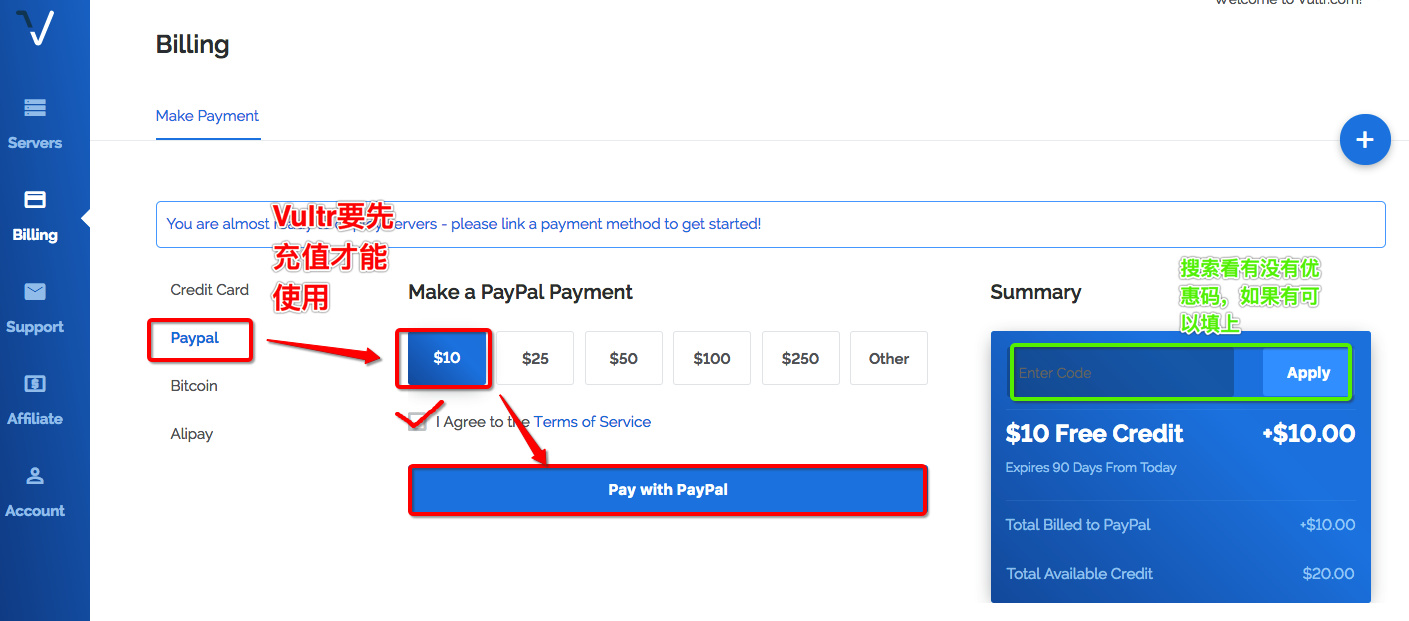 Welcome to Vultr.com!
Billing
Make Payment
Servers
Billing
Support
Affiliate
Account
You are almost
servers - please link a payment method to get started!
Vultr要先
充值才能
使用
Credit Card
Paypal
Bitcoin
Alipay
Make a PayPal Payment
$10 $25 $50 $100 $250 Other
I Agree to the Terms of Service
Pay with PayPal
Summary
搜索看有没有优
惠码，如果有可
以填上
Enter Code Apply
$10 Free Credit +$10.00
Expires 90 Days From Today
Total Billed to PayPal +$10.00
Total Available Credit $20.00